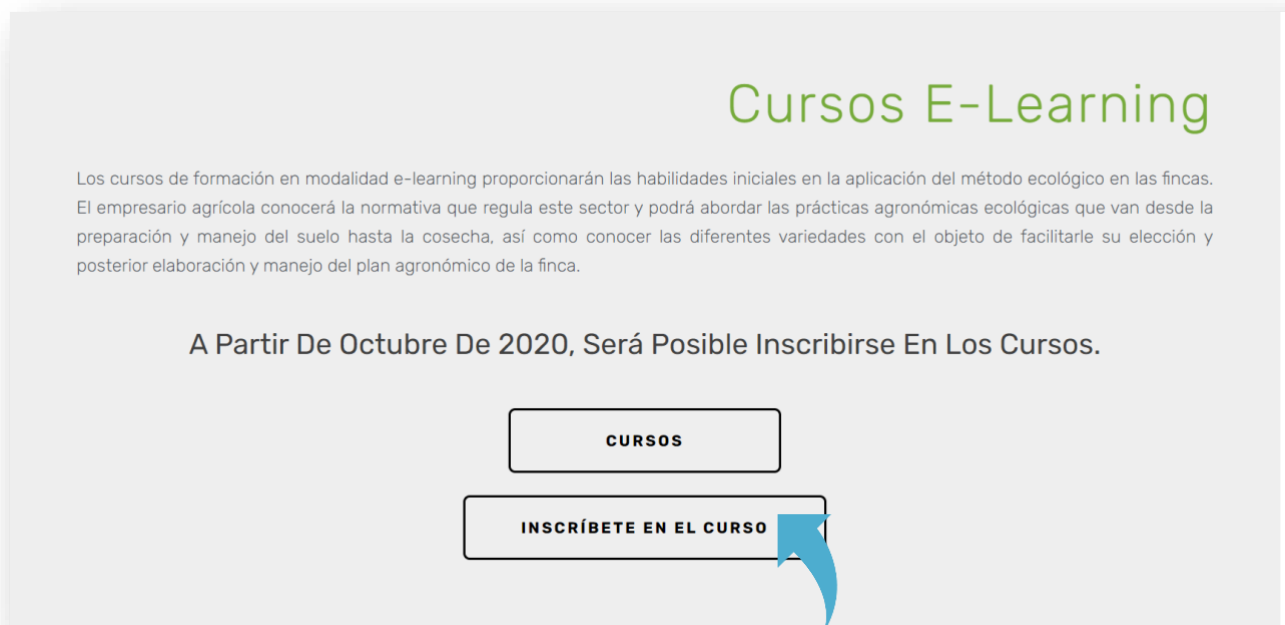 Cursos E-Learning
Los cursos de formación en modalidad e-learning proporcionarán las habilidades iniciales en la aplicación del método ecológico en las fincas.
El empresario agrícola conocerá la normativa que regula este sector y podrá abordar las prácticas agronómicas ecológicas que van desde la
preparación y manejo del suelo hasta la cosecha, así como conocer las diferentes variedades con el objeto de facilitarle su elección y
posterior elaboración y manejo del plan agronómico de la finca.
A Partir De Octubre De 2020, Será Posible Inscribirse En Los Cursos.
CURSOS
INSCRÍBETE EN EL CURSO